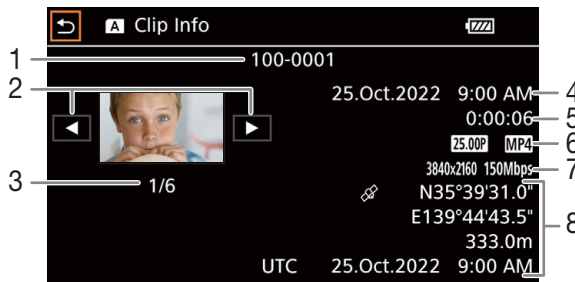 A Clip Info
1 100-0001
2
25.Oct.2022 9:00 AM 4
0:00:06 5
25.00P MP4 6
3840x2160 150Mbps 7
3 1/6
N35°39'31.0"
E139°44'43.5" 8
333.0m
UTC 25.Oct.2022 9:00 AM